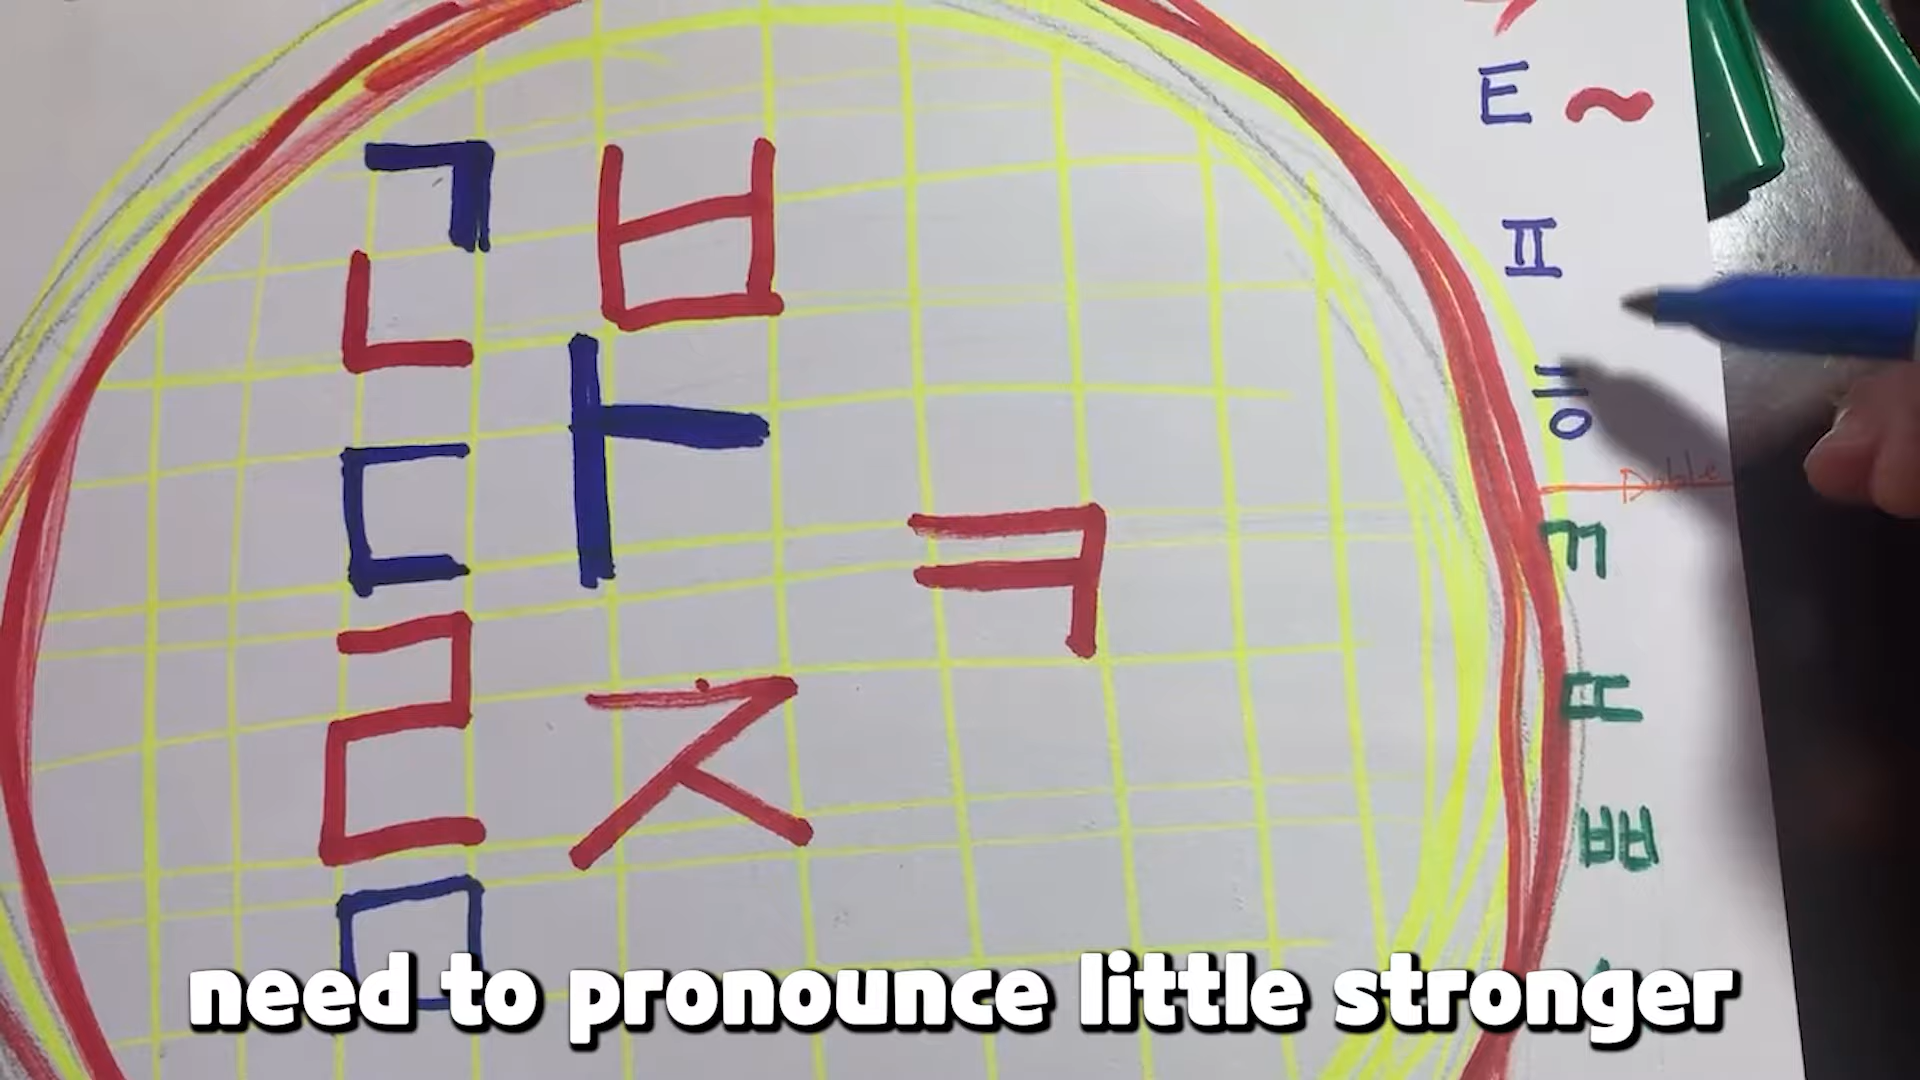 ㄱ
ㄴ
ㄷ
ㄹ
ㅁ
ㅂ
ㅏ
ㅈ
ㅋ
ㅌ ~
ㅍ
ㅎ
Doble
ㄲ
ㄸ
ㅃ
need to pronounce little stronger